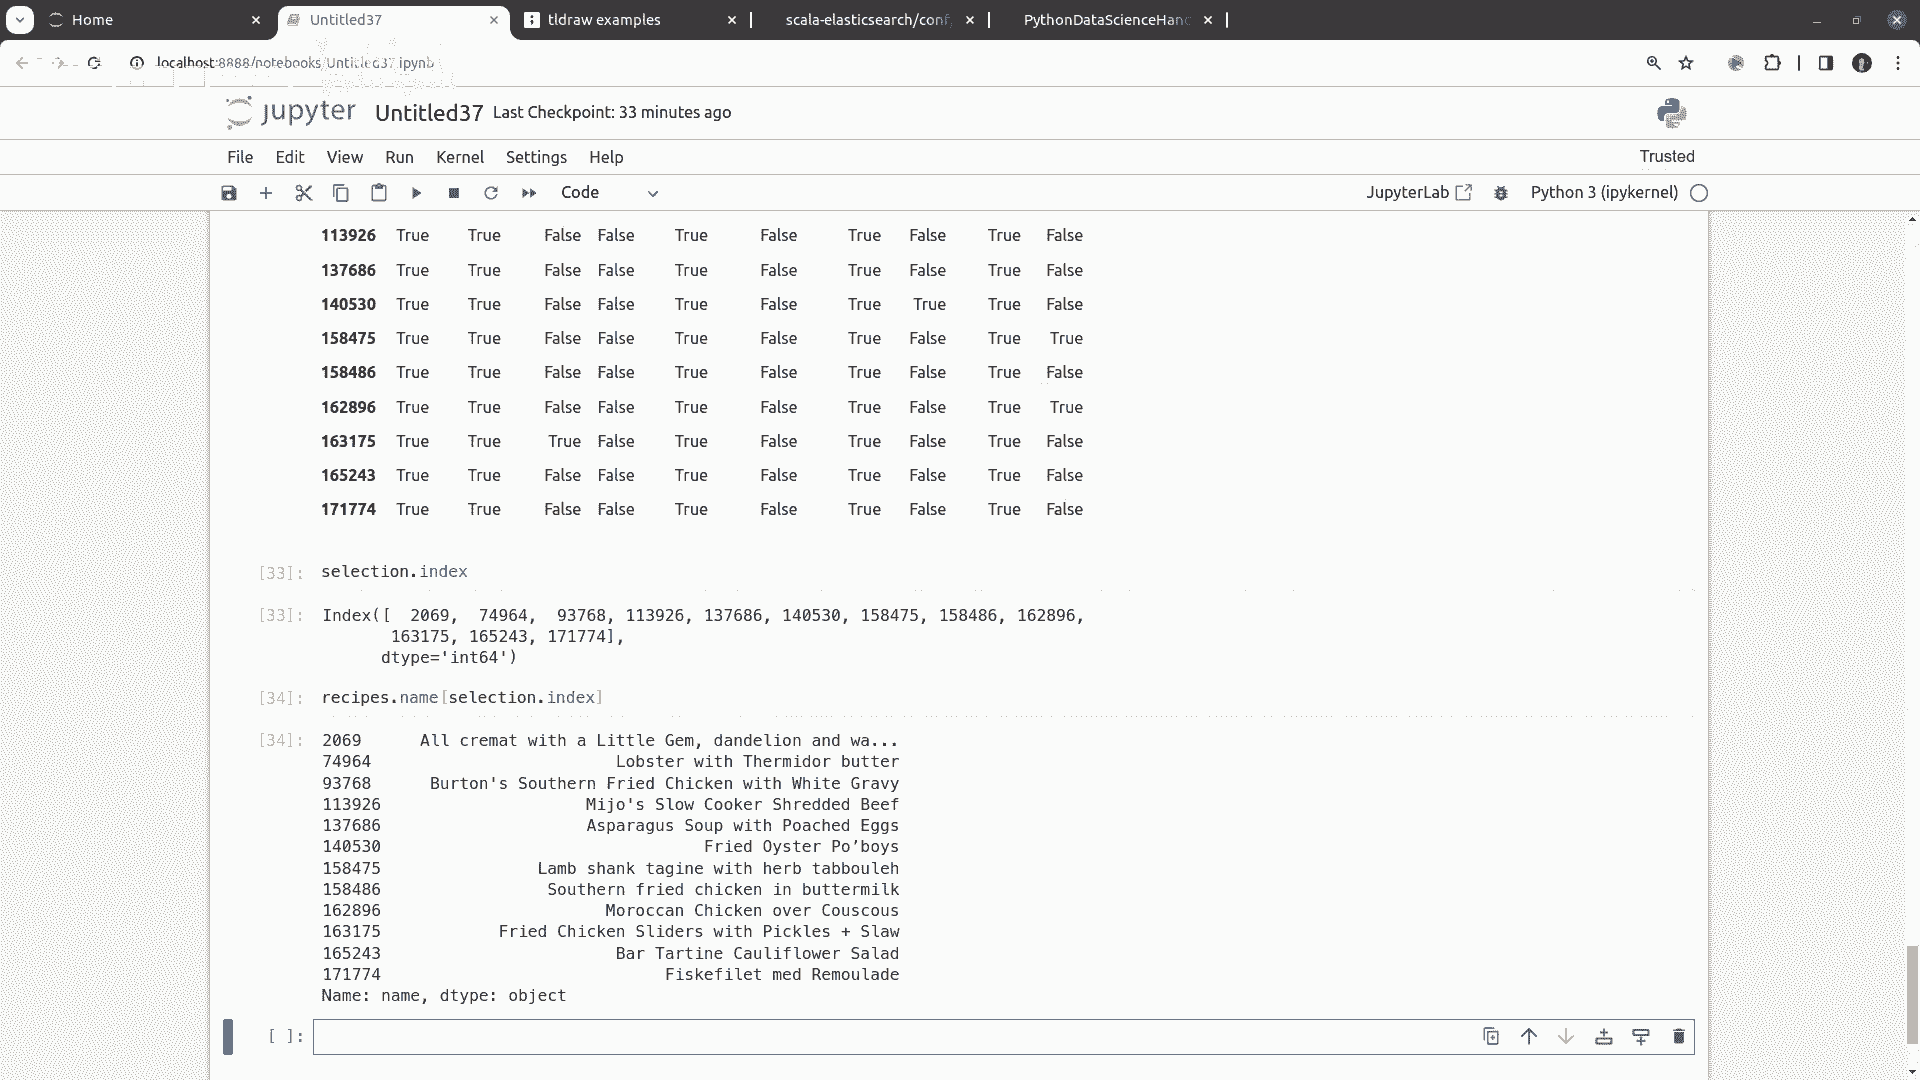 Home Untitled37 tldraw examples scala-elasticsearch/conf PythonDataScienceHan
localhost:8888/notebooks/Untitled37.ipynb
jupyter Untitled37 Last Checkpoint: 33 minutes ago
File Edit View Run Kernel Settings Help Trusted
Code JupyterLab Python 3 (ipykernel)
113926 True True False False True False True False True False
137686 True True False False True False True False True False
140530 True True False False True False True True True False
158475 True True False False True False True False True True
158486 True True False False True False True False True False
162896 True True False False True False True False True True
163175 True True True False True False True False True False
165243 True True False False True False True False True False
171774 True True False False True False True False True False
[33]: selection.index
[33]: Index([  2069,  74964,  93768, 113926, 137686, 140530, 158475, 158486, 162896,
163175, 165243, 171774],
dtype='int64')
[34]: recipes.name[selection.index]
[34]: 2069 All cremat with a Little Gem, dandelion and wa...
74964 Lobster with Thermidor butter
93768 Burton's Southern Fried Chicken with White Gravy
113926 Mijo's Slow Cooker Shredded Beef
137686 Asparagus Soup with Poached Eggs
140530 Fried Oyster Po’boys
158475 Lamb shank tagine with herb tabbouleh
158486 Southern fried chicken in buttermilk
162896 Moroccan Chicken over Couscous
163175 Fried Chicken Sliders with Pickles + Slaw
165243 Bar Tartine Cauliflower Salad
171774 Fiskefilet med Remoulade
Name: name, dtype: object
[ ]: